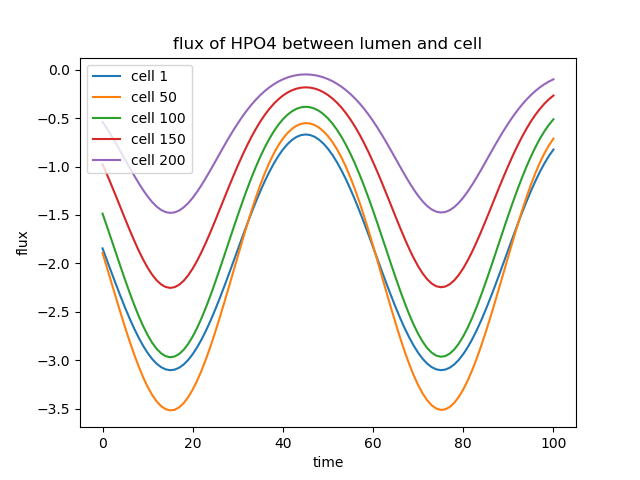 flux of HPO4 between lumen and cell
cell 1
cell 50
cell 100
cell 150
cell 200
0.0
−0.5
−1.0
−1.5
−2.0
−2.5
−3.0
−3.5
flux
0 20 40 60 80 100
time